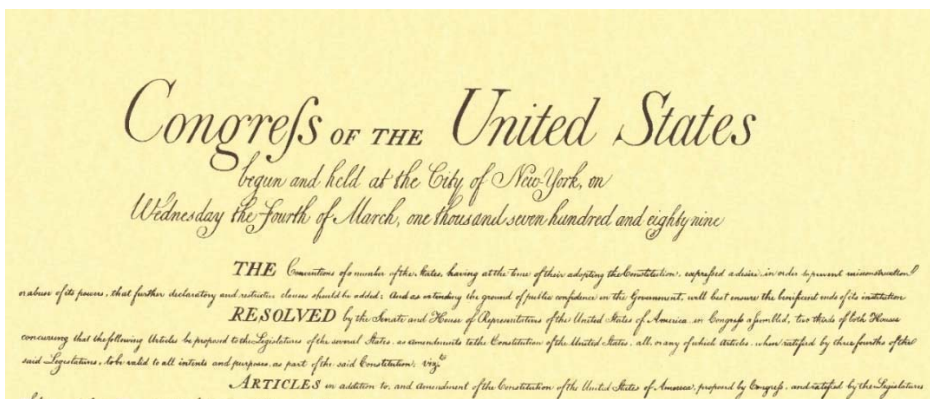 Congreſs OF THE United States
begun and held at the City of New-York, on
Wednesday the Fourth of March, one thousand seven hundred and eighty nine
THE Conventions of a number of the States, having at the time of their adopting the Constitution, expreſsed a desire, in order to prevent misconstruction
or abuse of its powers, that further declaratory and restrictive clauses should be added: And as extending the ground of public confidence in the Government, will best ensure the beneficent ends of its institution
RESOLVED by the Senate and House of Representatives of the United States of America in Congreſs aſsembled, two thirds of both Houses
concurring that the following Articles be proposed to the Legislatures of the several States, as amendments to the Constitution of the United States, all, or any of which Articles, when ratified by three fourths of the
said Legislatures, to be valid to all intents and purposes, as part of the said Constitution; vizt.
ARTICLES in addition to, and amendment of the Constitution of the United States of America, proposed by Congreſs, and ratified by the Legislatures